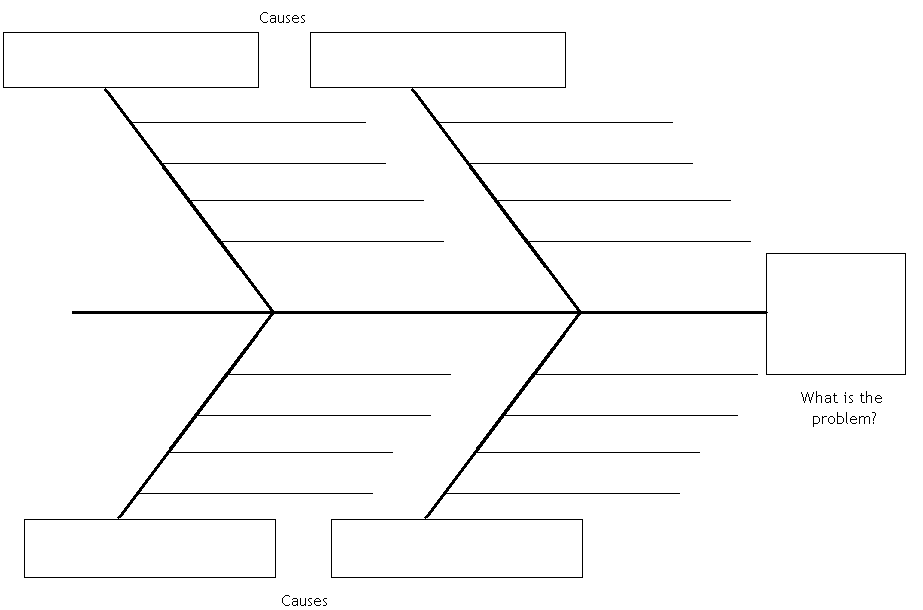 Causes
What is the
problem?
Causes